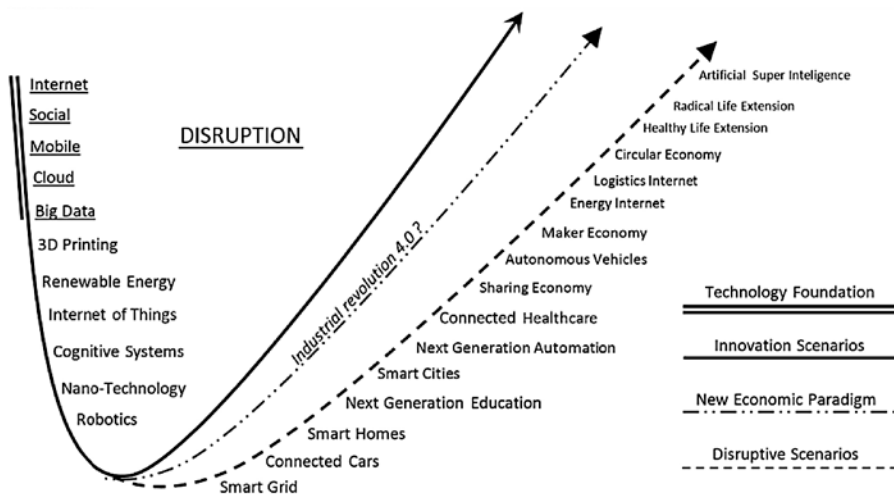 Internet
Social
Mobile
Cloud
Big Data
3D Printing
Renewable Energy
Internet of Things
Cognitive Systems
Nano-Technology
Robotics
DISRUPTION
Industrial revolution 4.0 ?
Artificial Super Inteligence
Radical Life Extension
Healthy Life Extension
Circular Economy
Logistics Internet
Energy Internet
Maker Economy
Autonomous Vehicles
Sharing Economy
Connected Healthcare
Next Generation Automation
Smart Cities
Next Generation Education
Smart Homes
Connected Cars
Smart Grid
Technology Foundation
Innovation Scenarios
New Economic Paradigm
Disruptive Scenarios